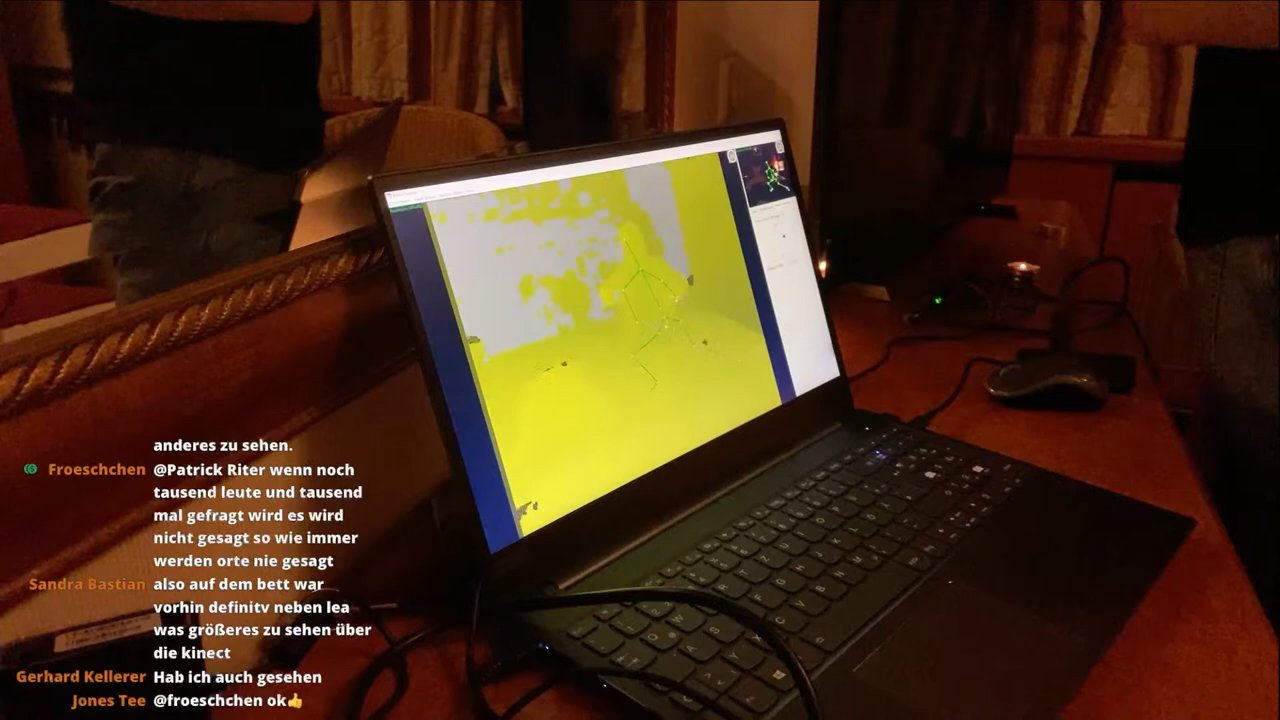 anderes zu sehen.
Froeschchen @Patrick Riter wenn noch
tausend leute und tausend
mal gefragt wird es wird
nicht gesagt so wie immer
werden orte nie gesagt
Sandra Bastian also auf dem bett war
vorhin definitv neben lea
was größeres zu sehen über
die kinect
Gerhard Kellerer Hab ich auch gesehen
Jones Tee @froeschchen ok👍